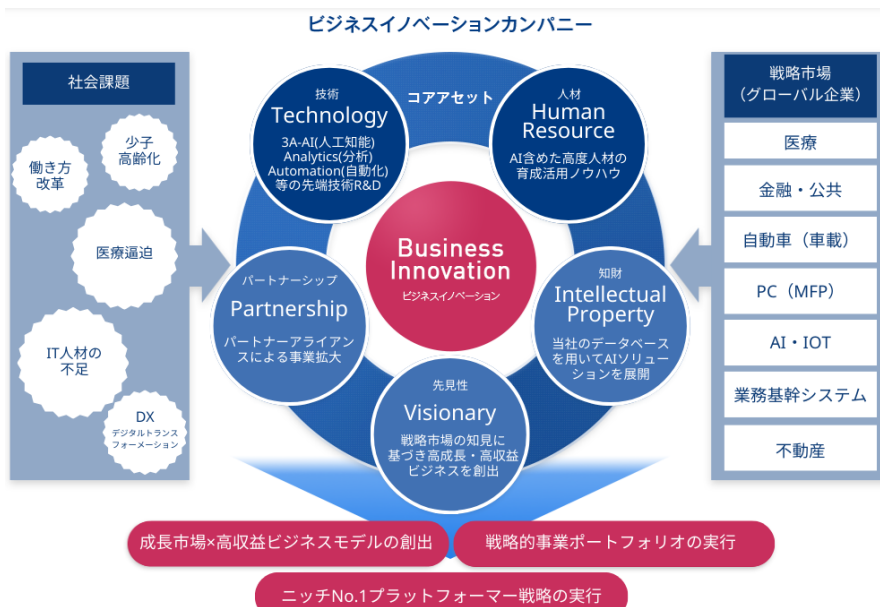 ビジネスイノベーションカンパニー
社会課題
少子
高齢化
働き方
改革
医療逼迫
IT人材の
不足
DX
デジタルトランス
フォーメーション
コアアセット
技術
Technology
3A-AI(人工知能)
Analytics(分析)
Automation(自動化)
等の先端技術R&D
人材
Human
Resource
AI含めた高度人材の
育成活用ノウハウ
Business
Innovation
ビジネスイノベーション
パートナーシップ
Partnership
パートナーアライアン
スによる事業拡大
知財
Intellectual
Property
当社のデータベース
を用いてAIソリュー
ションを展開
先見性
Visionary
戦略市場の知見に
基づき高成長・高収益
ビジネスを創出
戦略市場
（グローバル企業）
医療
金融・公共
自動車（車載）
PC（MFP）
AI・IOT
業務基幹システム
不動産
成長市場×高収益ビジネスモデルの創出
戦略的事業ポートフォリオの実行
ニッチNo.1プラットフォーマー戦略の実行